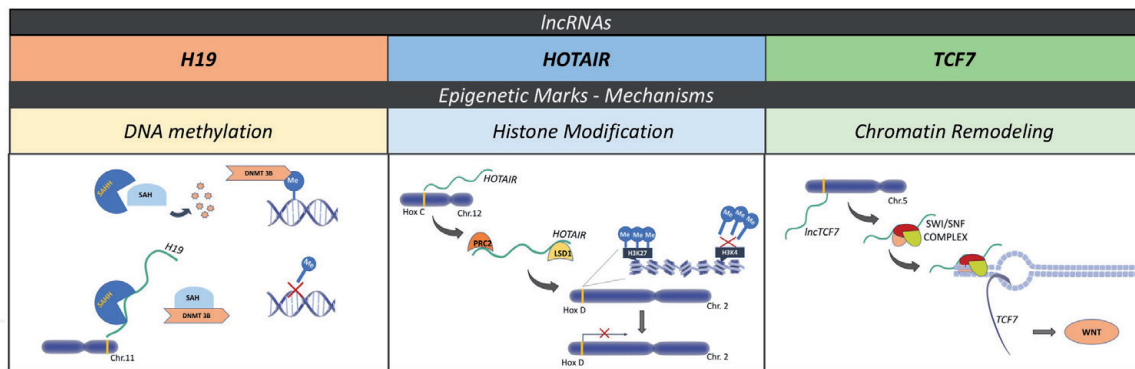 lncRNAs
H19
HOTAIR
TCF7
Epigenetic Marks - Mechanisms
DNA methylation
Histone Modification
Chromatin Remodeling
SAHH
SAH
DNMT 3B
Me
H19
SAHH
SAH
DNMT 3B
Me
Chr.11
HOTAIR
Hox C
Chr.12
PRC2
HOTAIR
LSD1
Me Me Me
H3K27
Me Me Me
H3K4
Hox D
Chr. 2
Hox D
Chr. 2
Chr.5
lncTCF7
SWI/SNF
COMPLEX
TCF7
WNT